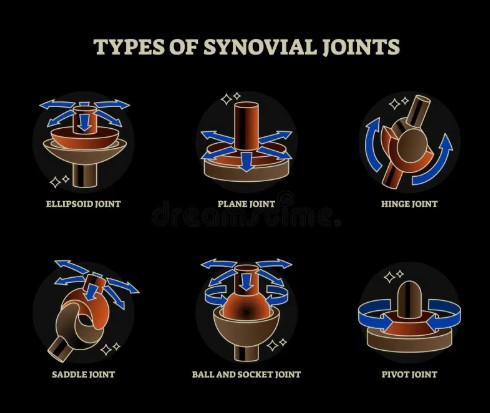 TYPES OF SYNOVIAL JOINTS
ELLIPSOID JOINT
PLANE JOINT
HINGE JOINT
dreamstime.
SADDLE JOINT
BALL AND SOCKET JOINT
PIVOT JOINT